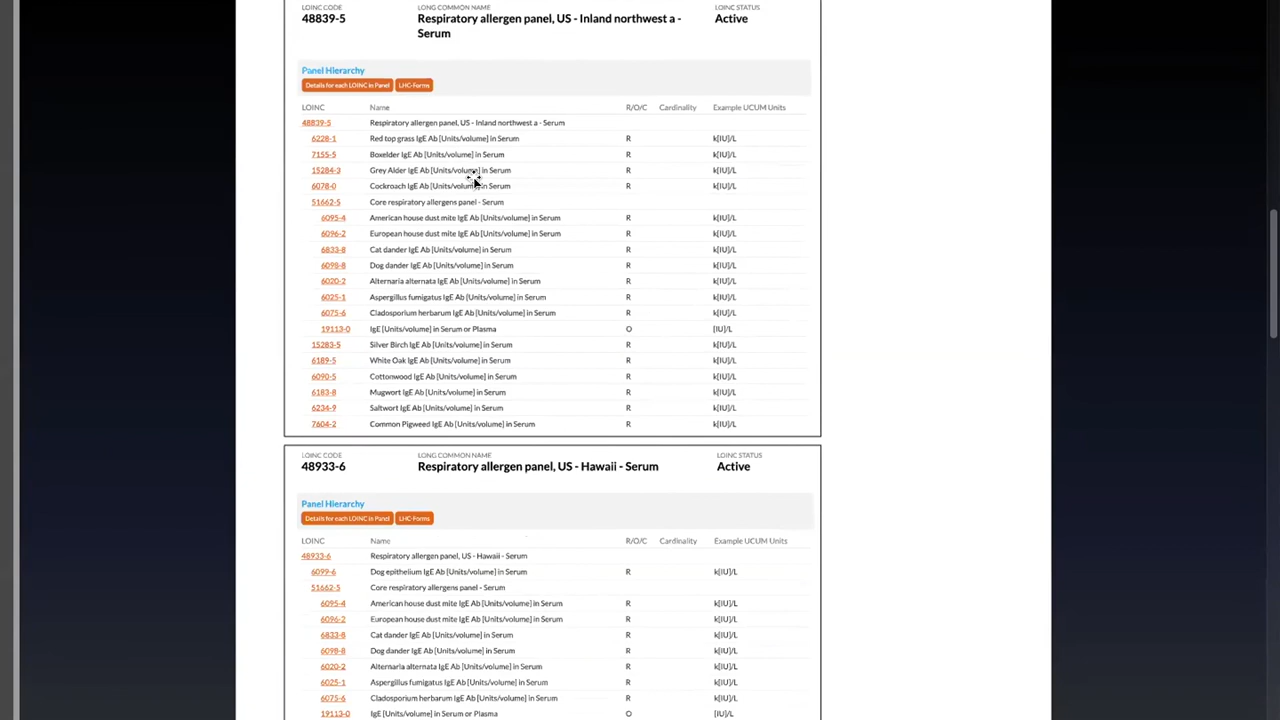 LOINC CODE LONG COMMON NAME LOINC STATUS
48839-5 Respiratory allergen panel, US - Inland northwest a - Serum Active
Panel Hierarchy
Details for each LOINC in Panel LHC-Forms
LOINC Name R/O/C Cardinality Example UCUM Units
48839-5 Respiratory allergen panel, US - Inland northwest a - Serum
6228-1 Red top grass IgE Ab [Units/volume] in Serum R k[IU]/L
7155-5 Boxelder IgE Ab [Units/volume] in Serum R k[IU]/L
15284-3 Grey Alder IgE Ab [Units/volume] in Serum R k[IU]/L
6078-0 Cockroach IgE Ab [Units/volume] in Serum R k[IU]/L
51662-5 Core respiratory allergens panel - Serum
6095-4 American house dust mite IgE Ab [Units/volume] in Serum R k[IU]/L
6096-2 European house dust mite IgE Ab [Units/volume] in Serum R k[IU]/L
6833-8 Cat dander IgE Ab [Units/volume] in Serum R k[IU]/L
6098-8 Dog dander IgE Ab [Units/volume] in Serum R k[IU]/L
6020-2 Alternaria alternata IgE Ab [Units/volume] in Serum R k[IU]/L
6025-1 Aspergillus fumigatus IgE Ab [Units/volume] in Serum R k[IU]/L
6075-6 Cladosporium herbarum IgE Ab [Units/volume] in Serum R k[IU]/L
19113-0 IgE [Units/volume] in Serum or Plasma O [IU]/L
15283-5 Silver Birch IgE Ab [Units/volume] in Serum R k[IU]/L
6189-5 White Oak IgE Ab [Units/volume] in Serum R k[IU]/L
6090-5 Cottonwood IgE Ab [Units/volume] in Serum R k[IU]/L
6183-8 Mugwort IgE Ab [Units/volume] in Serum R k[IU]/L
6234-9 Saltwort IgE Ab [Units/volume] in Serum R k[IU]/L
7604-2 Common Pigweed IgE Ab [Units/volume] in Serum R k[IU]/L
LOINC CODE LONG COMMON NAME LOINC STATUS
48933-6 Respiratory allergen panel, US - Hawaii - Serum Active
Panel Hierarchy
Details for each LOINC in Panel LHC-Forms
LOINC Name R/O/C Cardinality Example UCUM Units
48933-6 Respiratory allergen panel, US - Hawaii - Serum
6099-6 Dog epithelium IgE Ab [Units/volume] in Serum R k[IU]/L
51662-5 Core respiratory allergens panel - Serum
6095-4 American house dust mite IgE Ab [Units/volume] in Serum R k[IU]/L
6096-2 European house dust mite IgE Ab [Units/volume] in Serum R k[IU]/L
6833-8 Cat dander IgE Ab [Units/volume] in Serum R k[IU]/L
6098-8 Dog dander IgE Ab [Units/volume] in Serum R k[IU]/L
6020-2 Alternaria alternata IgE Ab [Units/volume] in Serum R k[IU]/L
6025-1 Aspergillus fumigatus IgE Ab [Units/volume] in Serum R k[IU]/L
6075-6 Cladosporium herbarum IgE Ab [Units/volume] in Serum R k[IU]/L
19113-0 IgE [Units/volume] in Serum or Plasma O [IU]/L